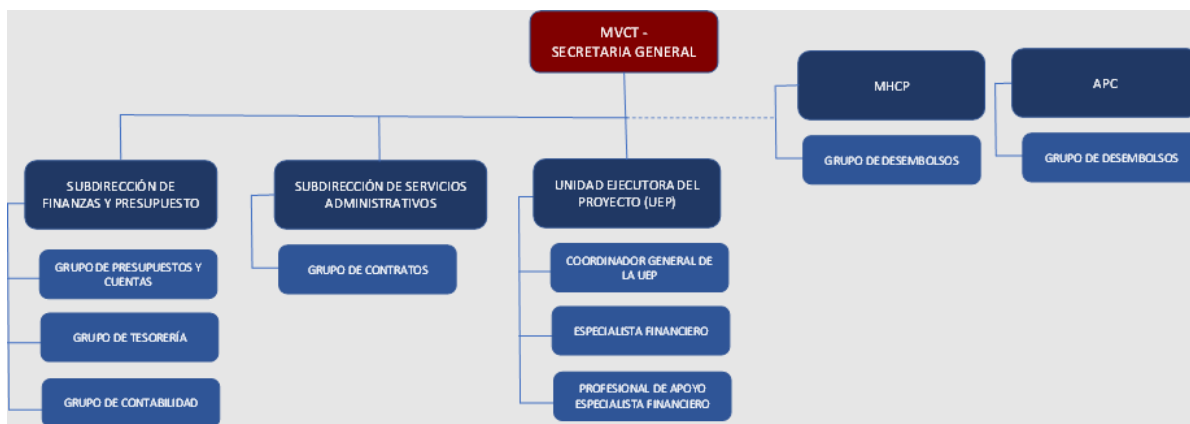 MVCT -
SECRETARIA GENERAL
MHCP
APC
GRUPO DE DESEMBOLSOS
GRUPO DE DESEMBOLSOS
SUBDIRECCIÓN DE
FINANZAS Y PRESUPUESTO
SUBDIRECCIÓN DE SERVICIOS
ADMINISTRATIVOS
UNIDAD EJECUTORA DEL
PROYECTO (UEP)
GRUPO DE PRESUPUESTOS Y
CUENTAS
GRUPO DE CONTRATOS
COORDINADOR GENERAL DE
LA UEP
GRUPO DE TESORERÍA
ESPECIALISTA FINANCIERO
GRUPO DE CONTABILIDAD
PROFESIONAL DE APOYO
ESPECIALISTA FINANCIERO